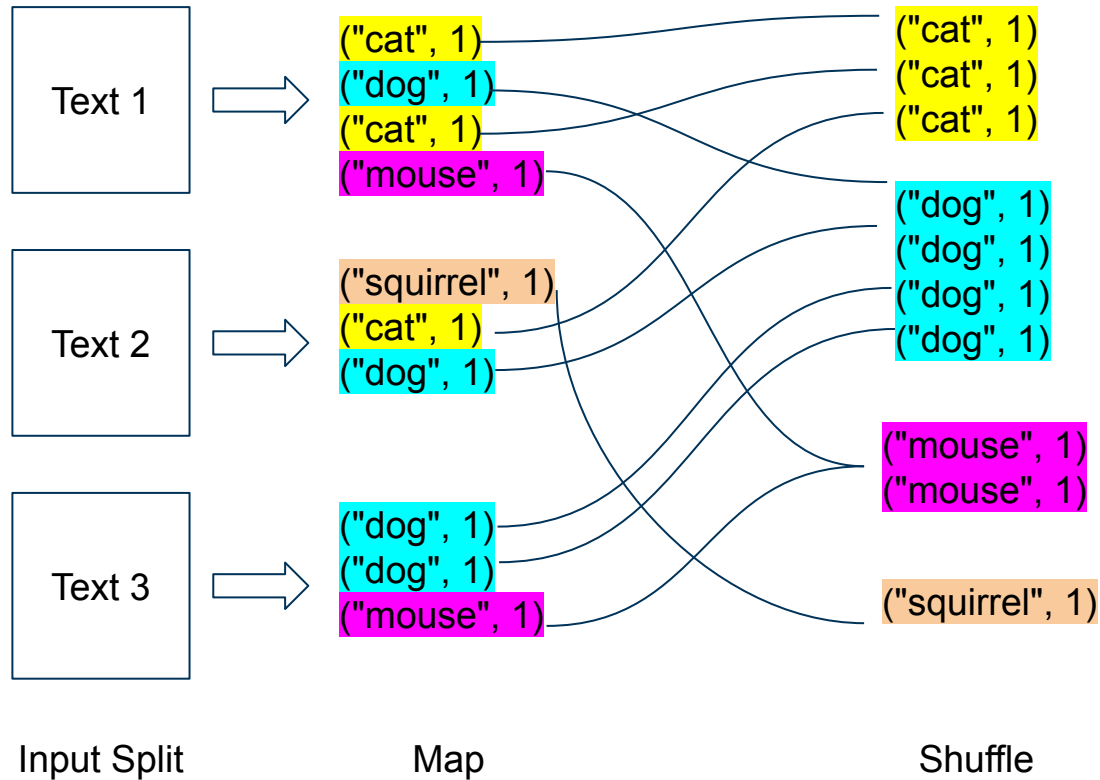 Text 1
("cat", 1)
("dog", 1)
("cat", 1)
("mouse", 1)
Text 2
("squirrel", 1)
("cat", 1)
("dog", 1)
Text 3
("dog", 1)
("dog", 1)
("mouse", 1)
("cat", 1)
("cat", 1)
("cat", 1)
("dog", 1)
("dog", 1)
("dog", 1)
("dog", 1)
("mouse", 1)
("mouse", 1)
("squirrel", 1)
Input Split
Map
Shuffle